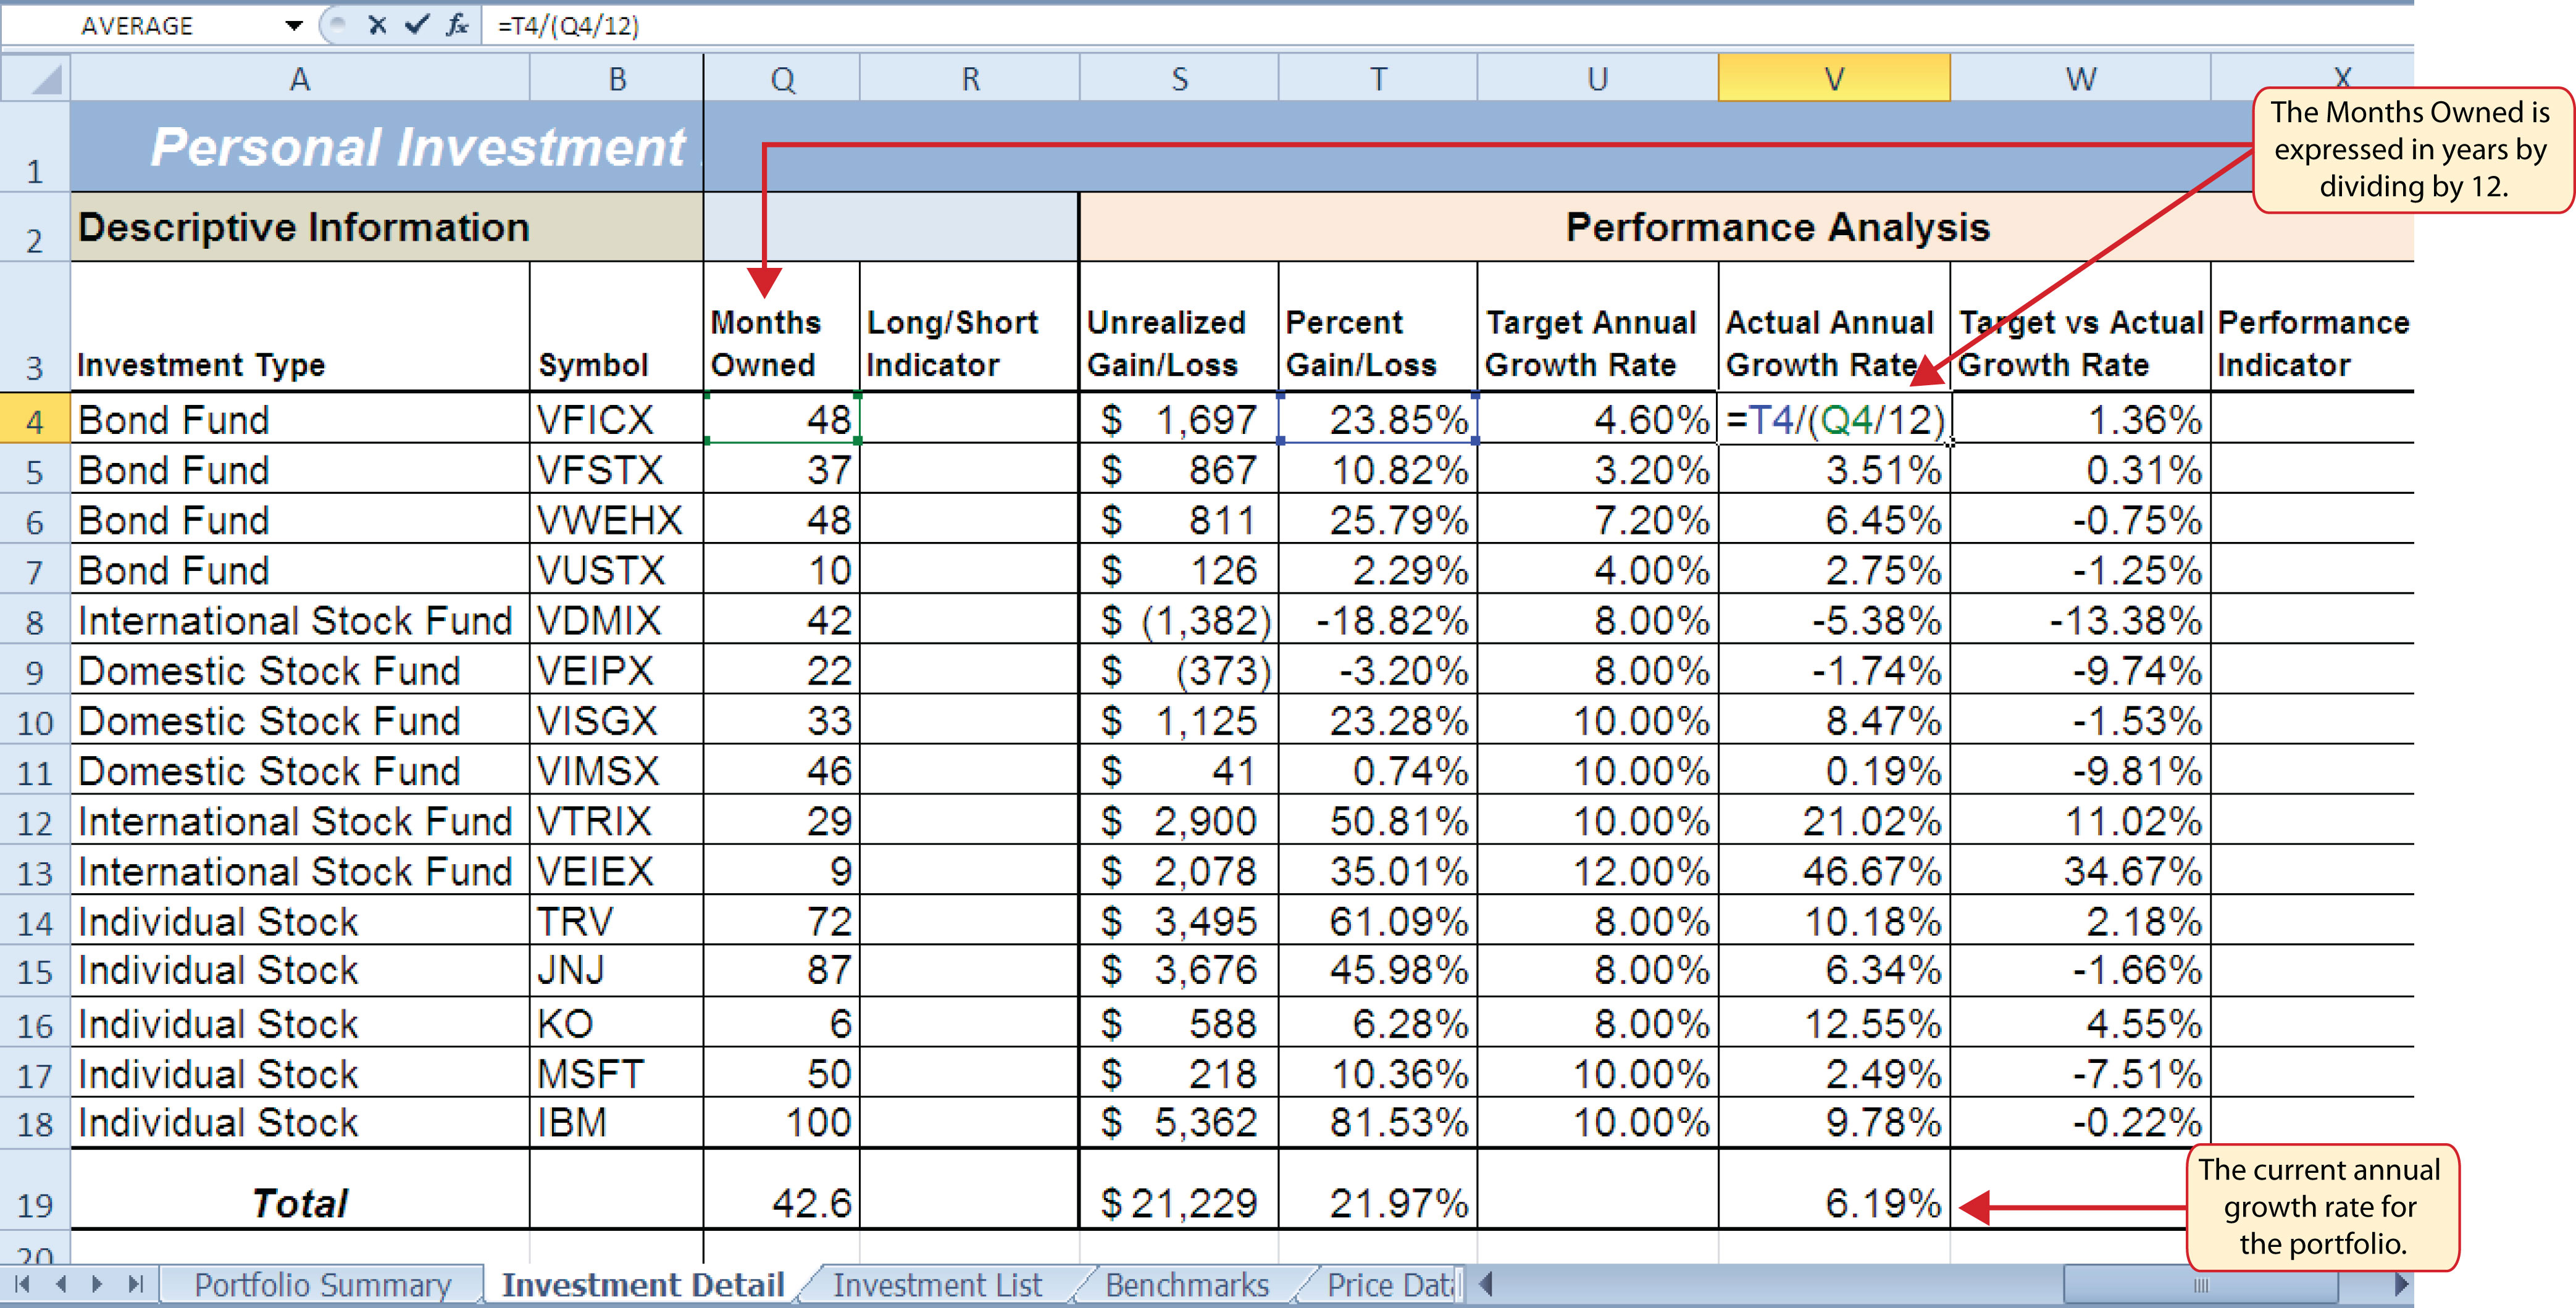 AVERAGE fx =T4/(Q4/12)
A B Q R S T U V W X
1 Personal Investment
The Months Owned is
expressed in years by
dividing by 12.
2 Descriptive Information Performance Analysis
3 Investment Type Symbol Months Owned Long/Short Indicator Unrealized Gain/Loss Percent Gain/Loss Target Annual Growth Rate Actual Annual Growth Rate Target vs Actual Growth Rate Performance Indicator
4 Bond Fund VFICX 48 $ 1,697 23.85% 4.60% =T4/(Q4/12) 1.36%
5 Bond Fund VFSTX 37 $ 867 10.82% 3.20% 3.51% 0.31%
6 Bond Fund VWEHX 48 $ 811 25.79% 7.20% 6.45% -0.75%
7 Bond Fund VUSTX 10 $ 126 2.29% 4.00% 2.75% -1.25%
8 International Stock Fund VDMIX 42 $ (1,382) -18.82% 8.00% -5.38% -13.38%
9 Domestic Stock Fund VEIPX 22 $ (373) -3.20% 8.00% -1.74% -9.74%
10 Domestic Stock Fund VISGX 33 $ 1,125 23.28% 10.00% 8.47% -1.53%
11 Domestic Stock Fund VIMSX 46 $ 41 0.74% 10.00% 0.19% -9.81%
12 International Stock Fund VTRIX 29 $ 2,900 50.81% 10.00% 21.02% 11.02%
13 International Stock Fund VEIEX 9 $ 2,078 35.01% 12.00% 46.67% 34.67%
14 Individual Stock TRV 72 $ 3,495 61.09% 8.00% 10.18% 2.18%
15 Individual Stock JNJ 87 $ 3,676 45.98% 8.00% 6.34% -1.66%
16 Individual Stock KO 6 $ 588 6.28% 8.00% 12.55% 4.55%
17 Individual Stock MSFT 50 $ 218 10.36% 10.00% 2.49% -7.51%
18 Individual Stock IBM 100 $ 5,362 81.53% 10.00% 9.78% -0.22%
19 Total 42.6 $ 21,229 21.97% 6.19%
The current annual
growth rate for
the portfolio.
20
Portfolio Summary Investment Detail Investment List Benchmarks Price Dat